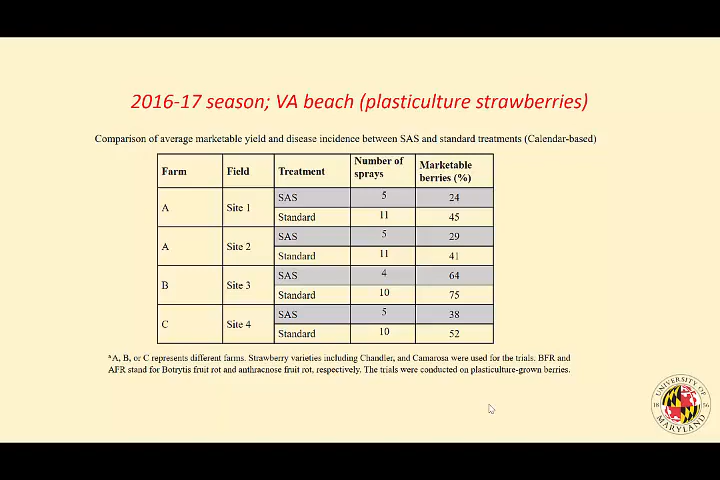 2016-17 season; VA beach (plasticulture strawberries)
Comparison of average marketable yield and disease incidence between SAS and standard treatments (Calendar-based)
Farm Field Treatment Number of sprays Marketable berries (%)
A Site 1 SAS 5 24
Standard 11 45
A Site 2 SAS 5 29
Standard 11 41
B Site 3 SAS 4 64
Standard 10 75
C Site 4 SAS 5 38
Standard 10 52
ᵃA, B, or C represents different farms. Strawberry varieties including Chandler, and Camarosa were used for the trials. BFR and
AFR stand for Botrytis fruit rot and anthracnose fruit rot, respectively. The trials were conducted on plasticulture-grown berries.
UNIVERSITY OF
18 56
MARYLAND